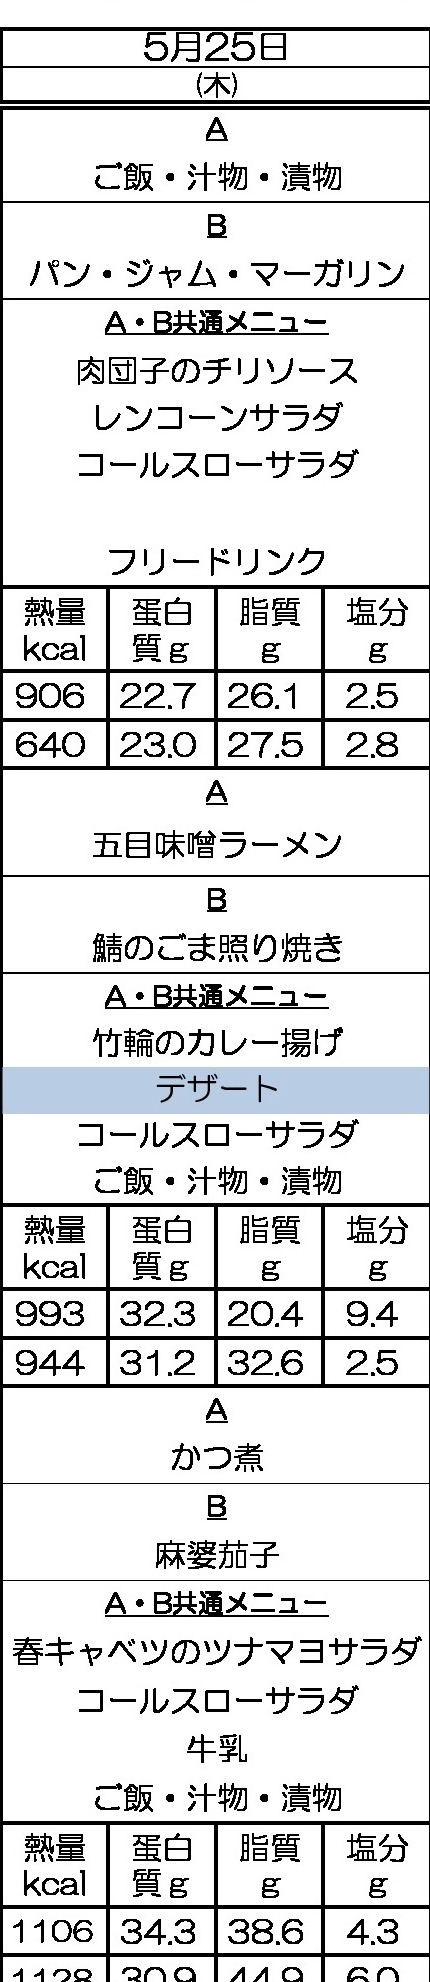 5月25日
(木)
A
ご飯・汁物・漬物
B
パン・ジャム・マーガリン
A・B共通メニュー
肉団子のチリソース
レンコーンサラダ
コールスローサラダ
フリードリンク
熱量 蛋白 脂質 塩分
kcal 質g g g
906 22.7 26.1 2.5
640 23.0 27.5 2.8
A
五目味噌ラーメン
B
鯖のごま照り焼き
A・B共通メニュー
竹輪のカレー揚げ
デザート
コールスローサラダ
ご飯・汁物・漬物
熱量 蛋白 脂質 塩分
kcal 質g g g
993 32.3 20.4 9.4
944 31.2 32.6 2.5
A
かつ煮
B
麻婆茄子
A・B共通メニュー
春キャベツのツナマヨサラダ
コールスローサラダ
牛乳
ご飯・汁物・漬物
熱量 蛋白 脂質 塩分
kcal 質g g g
1106 34.3 38.6 4.3
1128 30.9 44.9 6.0